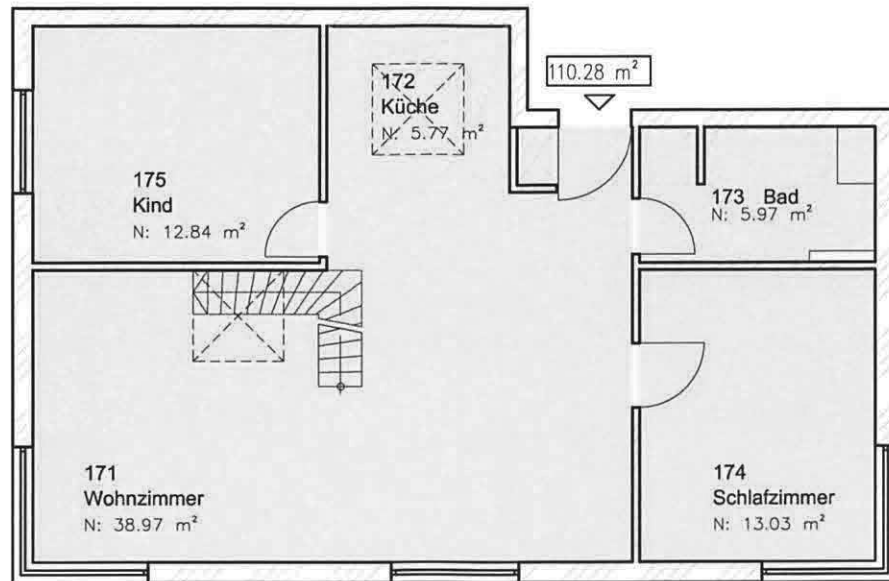 172
Küche
N: 5.77 m²
110.28 m²
175
Kind
N: 12.84 m²
173 Bad
N: 5.97 m²
171
Wohnzimmer
N: 38.97 m²
174
Schlafzimmer
N: 13.03 m²